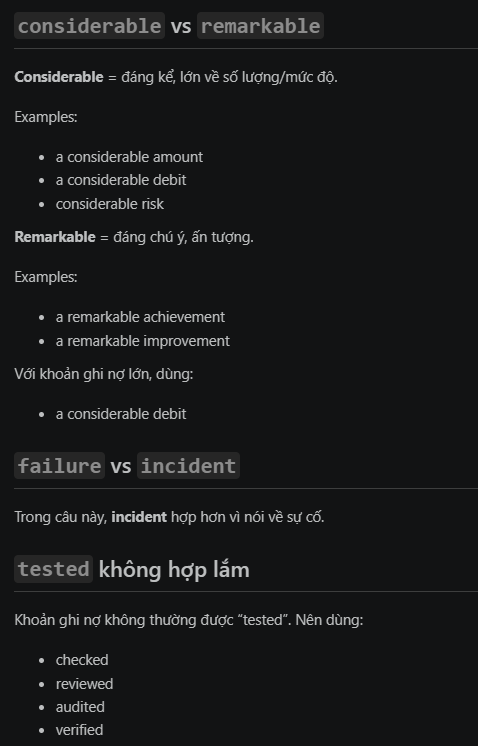 considerable vs remarkable
Considerable = đáng kể, lớn về số lượng/mức độ.
Examples:
a considerable amount
a considerable debit
considerable risk
Remarkable = đáng chú ý, ấn tượng.
Examples:
a remarkable achievement
a remarkable improvement
Với khoản ghi nợ lớn, dùng:
a considerable debit
failure vs incident
Trong câu này, incident hợp hơn vì nói về sự cố.
tested không hợp lắm
Khoản ghi nợ không thường được “tested”. Nên dùng:
checked
reviewed
audited
verified